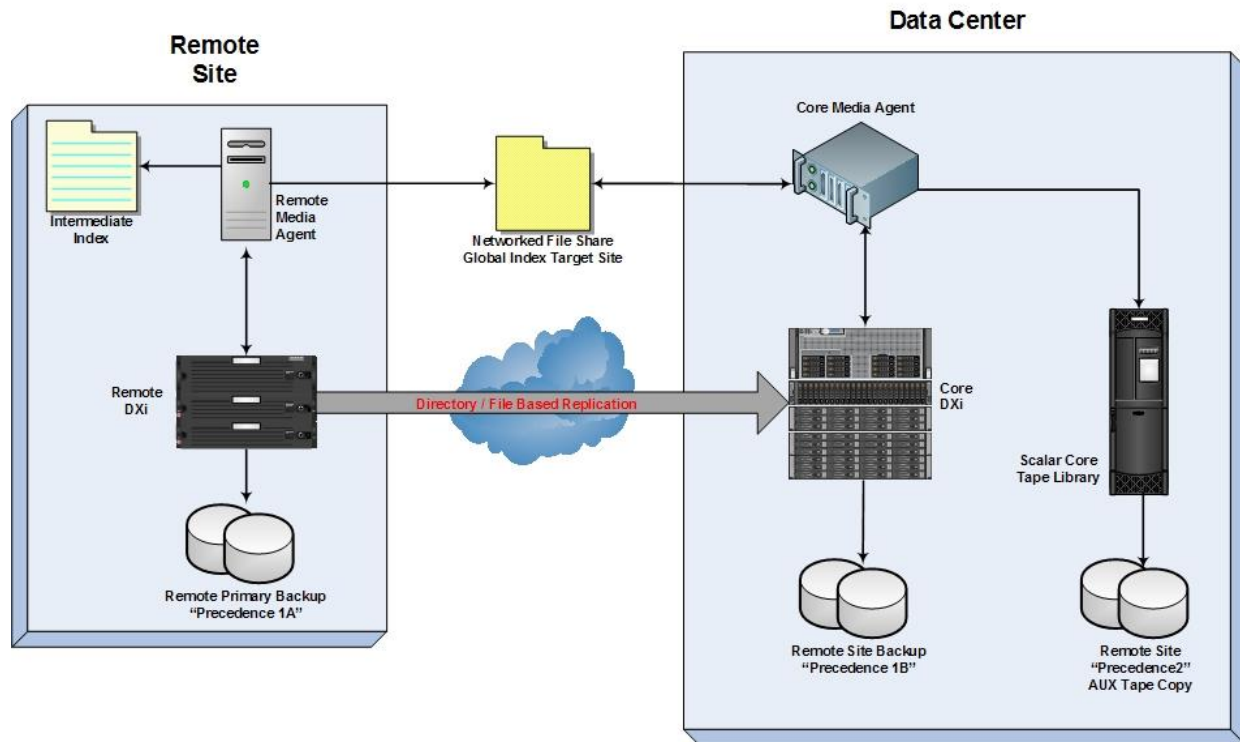 Remote
Site
Data Center
Core Media Agent
Intermediate
Index
Remote
Media
Agent
Networked File Share
Global Index Target Site
Remote
DXi
Directory / File Based Replication
Core
DXi
Scalar Core
Tape Library
Remote Primary Backup
“Precedence 1A”
Remote Site Backup
“Precedence 1B”
Remote Site
“Precedence2”
AUX Tape Copy